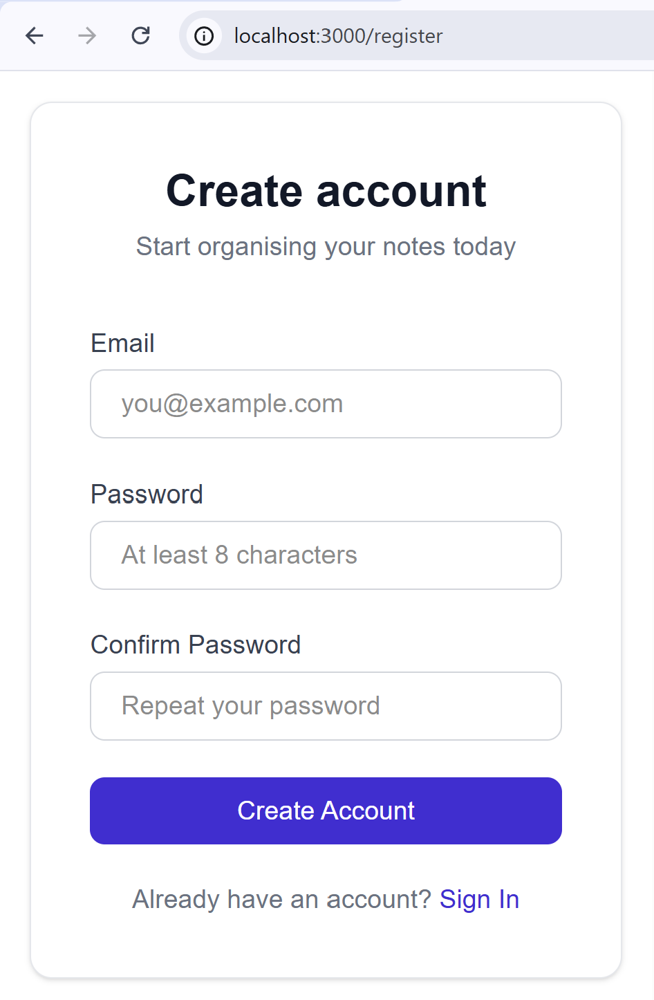 localhost:3000/register
Create account
Start organising your notes today
Email
you@example.com
Password
At least 8 characters
Confirm Password
Repeat your password
Create Account
Already have an account? Sign In